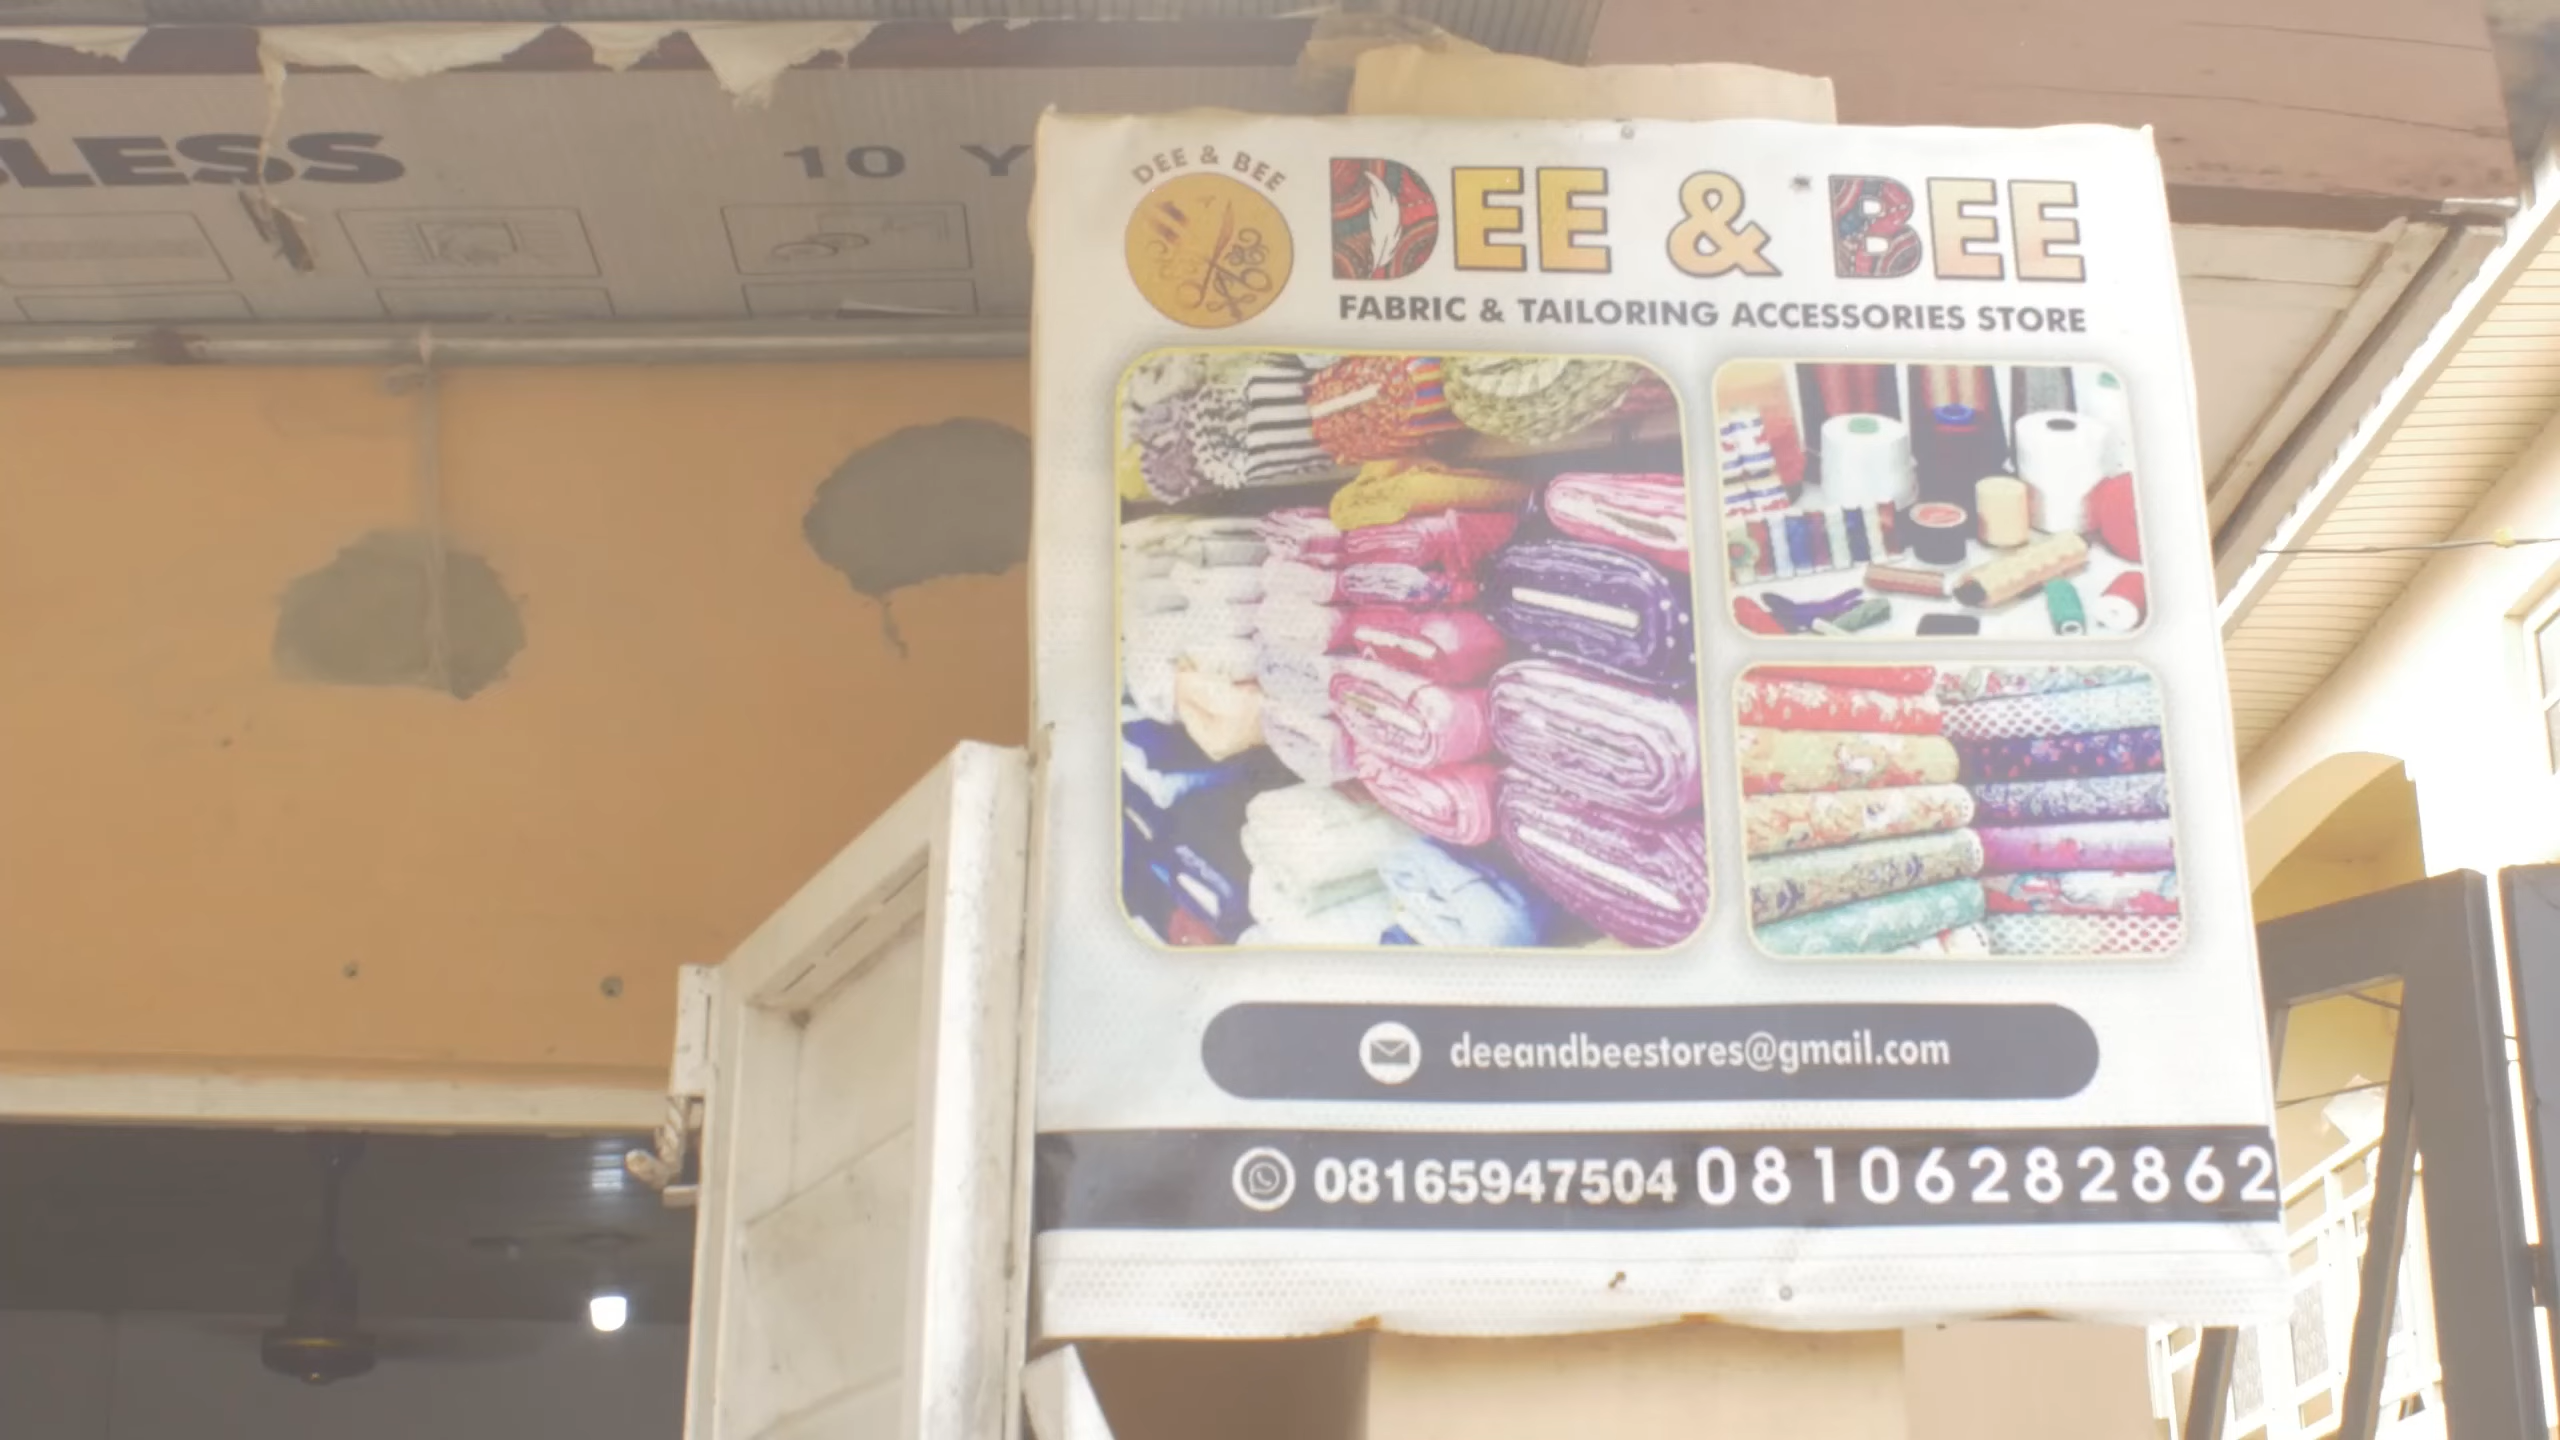 LESS
10 Y
DEE & BEE
DEE & BEE
FABRIC & TAILORING ACCESSORIES STORE
deeandbeestores@gmail.com
08165947504 08106282862